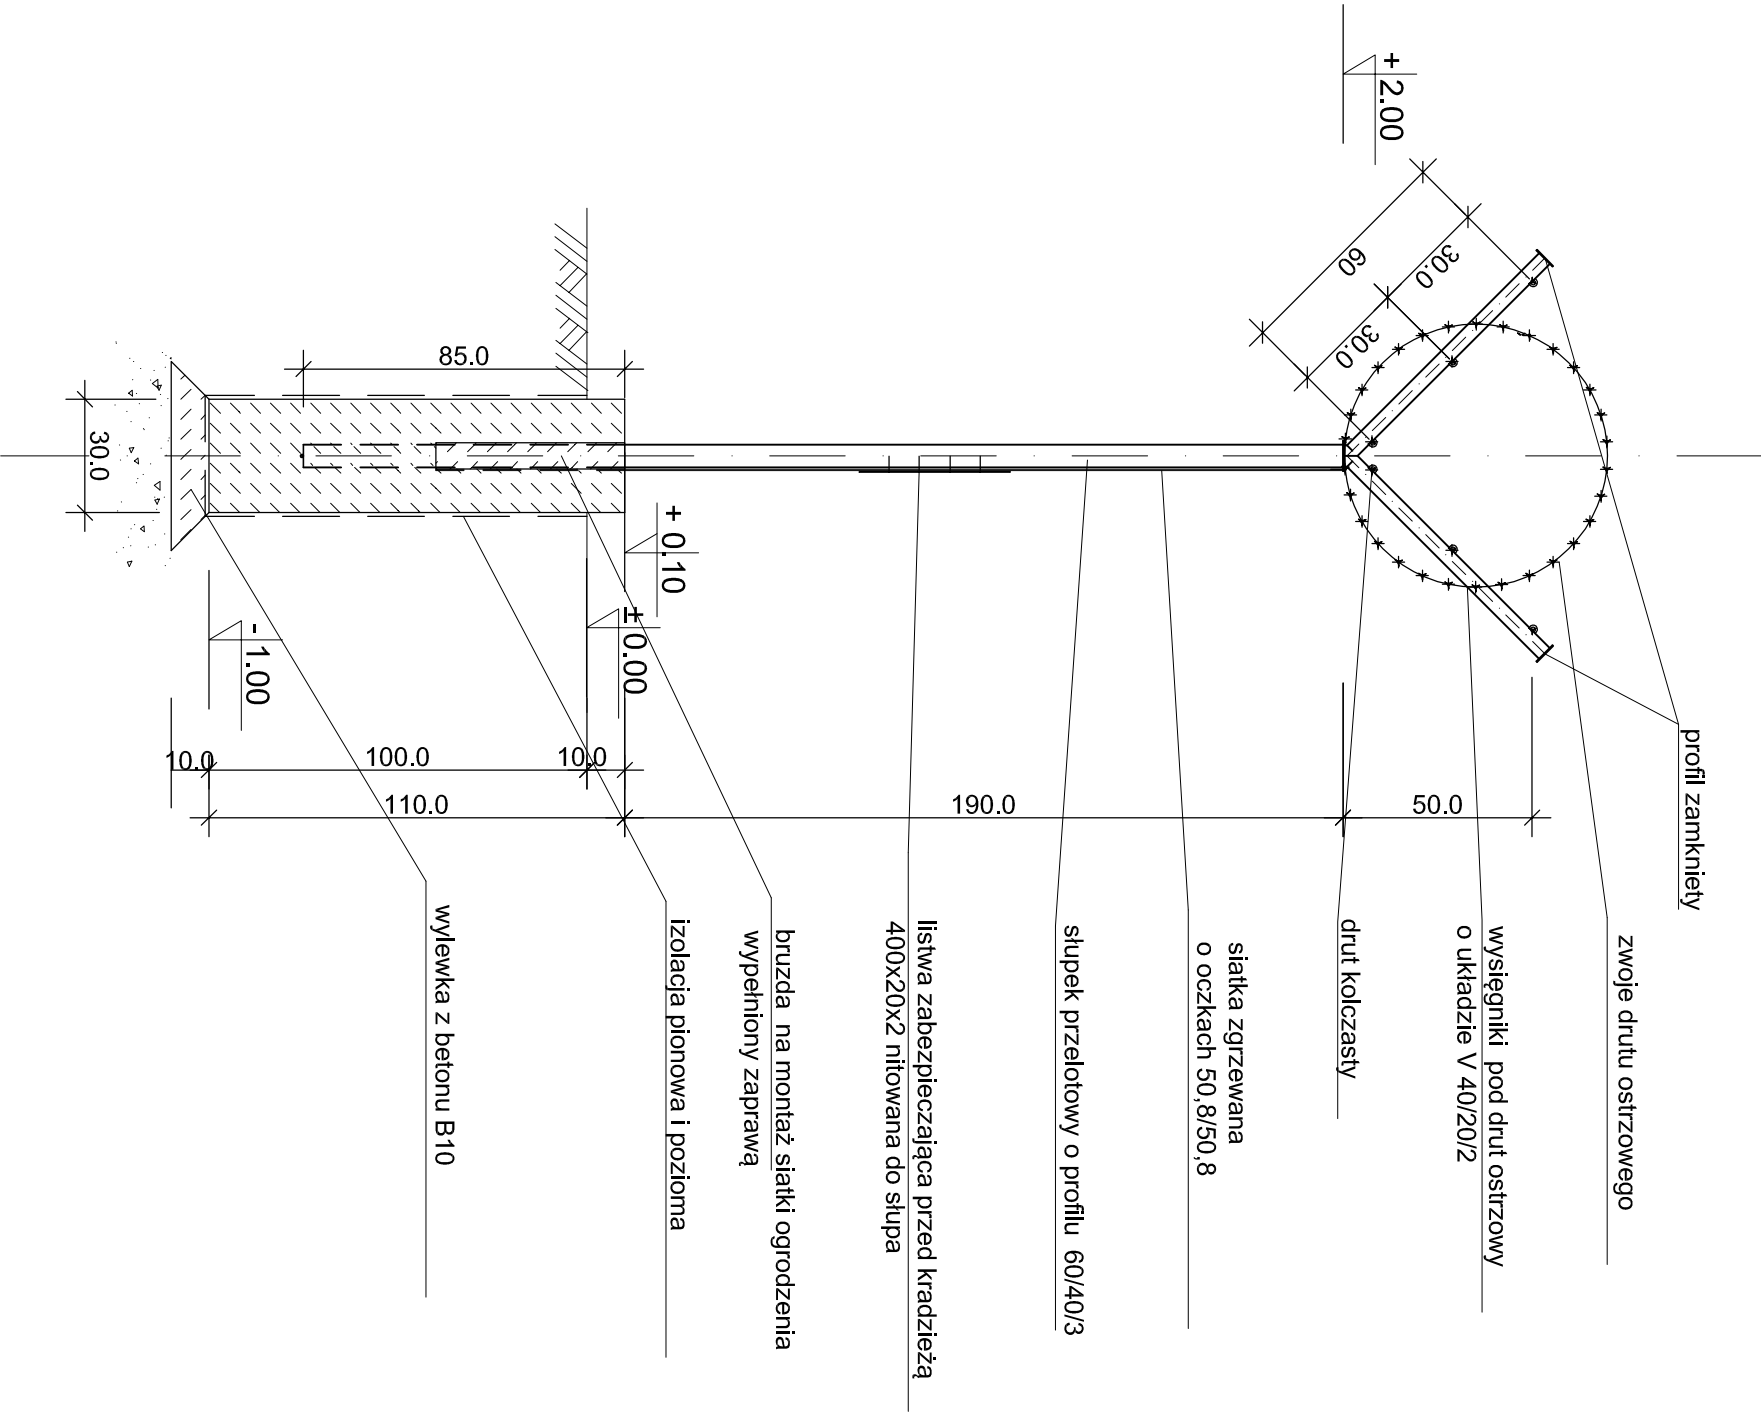 + 2.00
60
30.0
30.0
85.0
30.0
+ 0.10
± 0.00
- 1.00
10.0
100.0
10.0
110.0
190.0
50.0
profil zamkniety
zwoje drutu ostrzowego
wysięgniki pod drut ostrzowy
o układzie V 40/20/2
drut kolczasty
siatka zgrzewana
o oczkach 50,8/50,8
słupek przelotowy o profilu 60/40/3
listwa zabezpieczająca przed kradzieżą
400x20x2 nitowana do słupa
bruzda na montaż siatki ogrodzenia
wypełniony zaprawą
izolacja pionowa i pozioma
wylewka z betonu B10